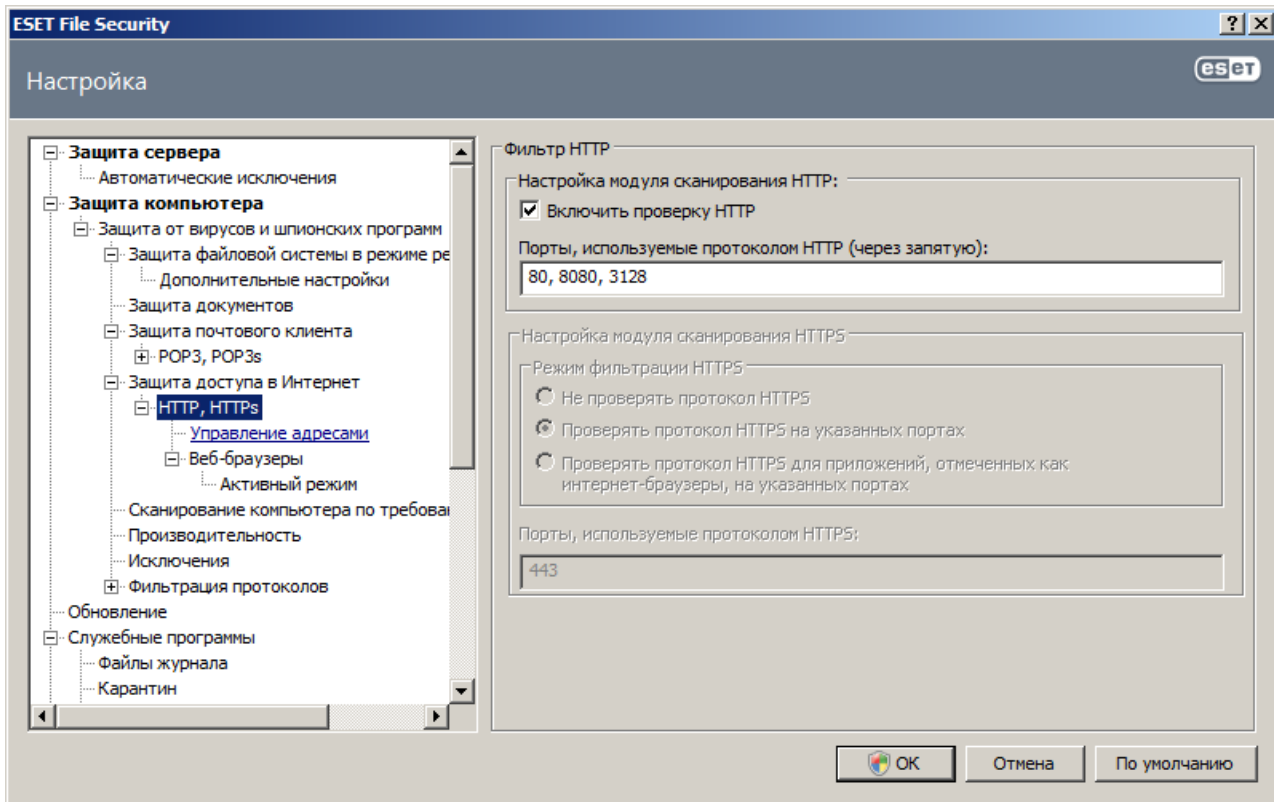 ESET File Security
Настройка
eset
Защита сервера
Автоматические исключения
Защита компьютера
Защита от вирусов и шпионских программ
Защита файловой системы в режиме ре
Дополнительные настройки
Защита документов
Защита почтового клиента
POP3, POP3s
Защита доступа в Интернет
HTTP, HTTPs
Управление адресами
Веб-браузеры
Активный режим
Сканирование компьютера по требова
Производительность
Исключения
Фильтрация протоколов
Обновление
Служебные программы
Файлы журнала
Карантин
Фильтр HTTP
Настройка модуля сканирования HTTP:
Включить проверку HTTP
Порты, используемые протоколом HTTP (через запятую):
80, 8080, 3128
Настройка модуля сканирования HTTPS
Режим фильтрации HTTPS
Не проверять протокол HTTPS
Проверять протокол HTTPS на указанных портах
Проверять протокол HTTPS для приложений, отмеченных как
интернет-браузеры, на указанных портах
Порты, используемые протоколом HTTPS:
443
OK
Отмена
По умолчанию